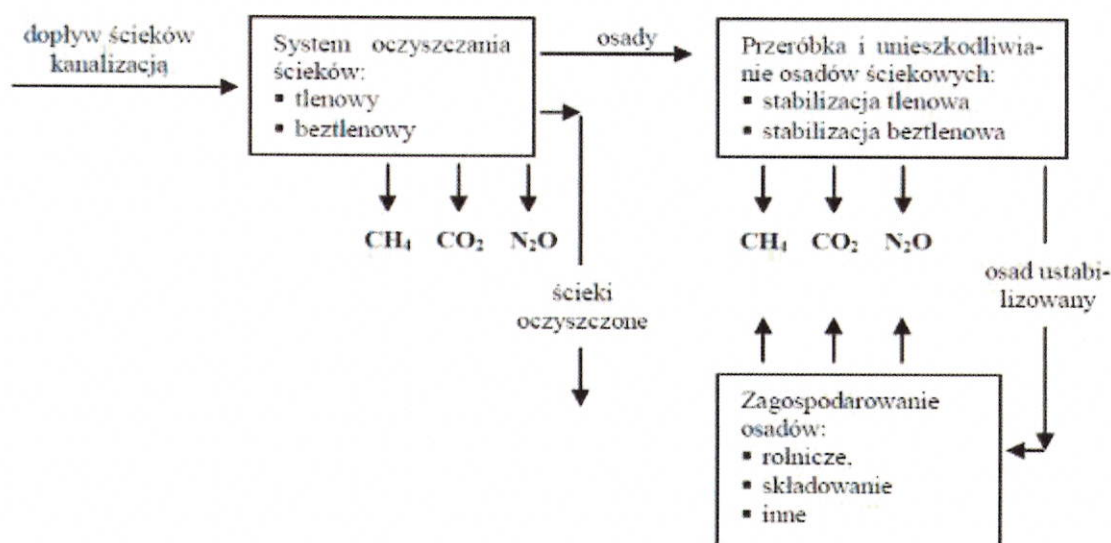 dopływ ścieków
kanalizacją
System oczyszczania
ścieków:
▪ tlenowy
▪ beztlenowy
osady
Przeróbka i unieszkodliwia-
nie osadów ściekowych:
▪ stabilizacja tlenowa
▪ stabilizacja beztlenowa
CH₄ CO₂ N₂O
ścieki
oczyszczone
CH₄ CO₂ N₂O
osad ustabi-
lizowany
Zagospodarowanie
osadów:
▪ rolnicze,
▪ składowanie
▪ inne